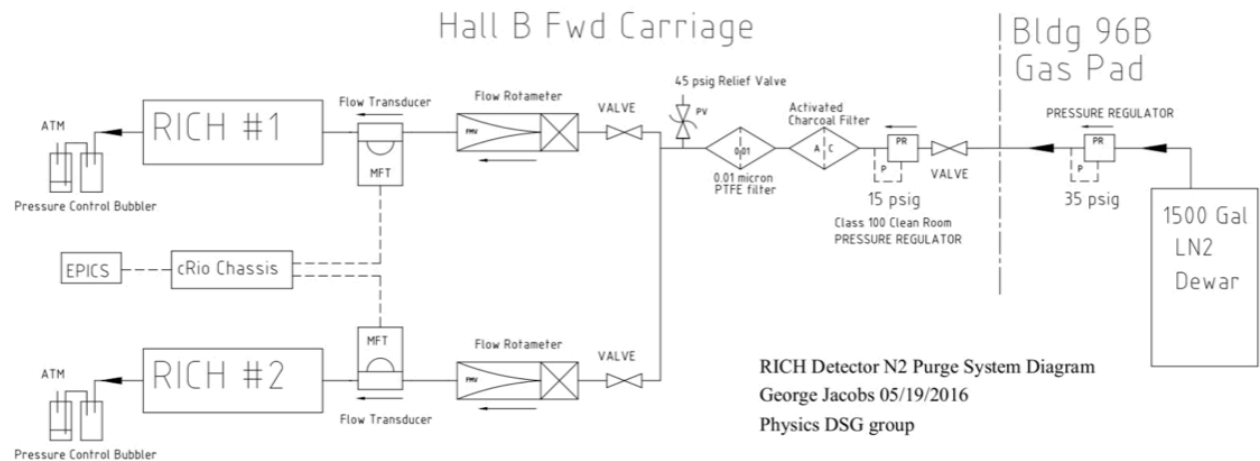 Hall B Fwd Carriage
Bldg 96B
Gas Pad
45 psig Relief Valve
PV
Flow Transducer
Flow Rotameter
VALVE
Activated
Charcoal Filter
PRESSURE REGULATOR
ATM
RICH #1
MFT
FMV
0.01
A C
PR
P
PR
P
Pressure Control Bubbler
0.01 micron
PTFE filter
15 psig
VALVE
35 psig
Class 100 Clean Room
PRESSURE REGULATOR
1500 Gal
LN2
Dewar
EPICS
cRio Chassis
MFT
Flow Rotameter
VALVE
ATM
RICH #2
FMV
Flow Transducer
Pressure Control Bubbler
RICH Detector N2 Purge System Diagram
George Jacobs 05/19/2016
Physics DSG group